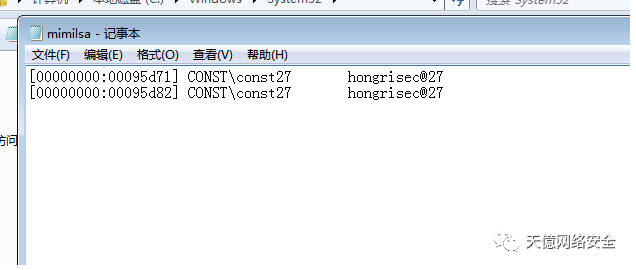 计算机 › 本地磁盘 (C:) › Windows › System32
搜索 System32
mimilsa - 记事本
文件(F) 编辑(E) 格式(O) 查看(V) 帮助(H)
[00000000:00095d71] CONST\const27 hongrisec@27
[00000000:00095d82] CONST\const27 hongrisec@27
访问
天億网络安全